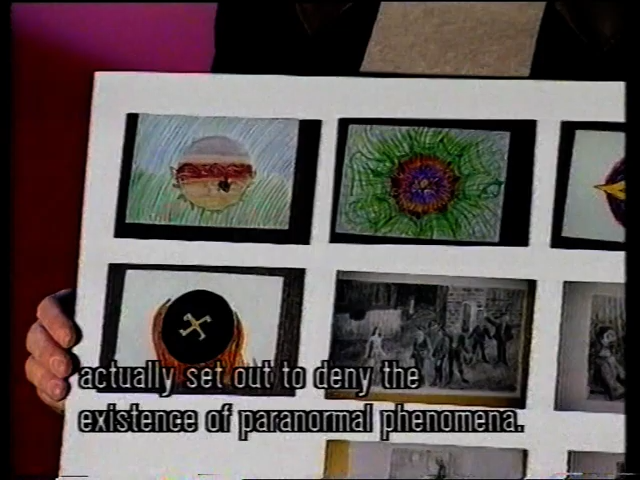 actually set out to deny the
existence of paranormal phenomena.